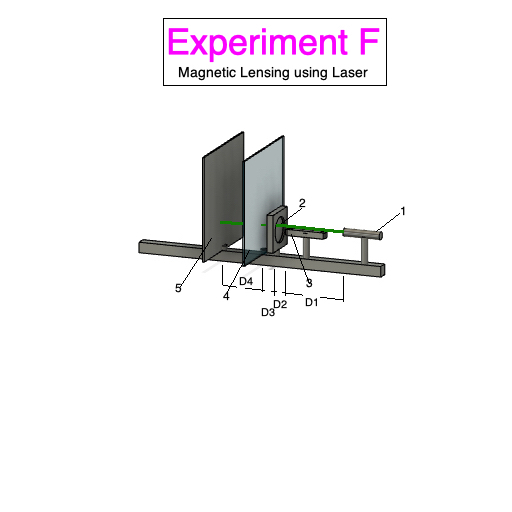 Experiment F
Magnetic Lensing using Laser
2
1
5
4
D4
D3
D2
3
D1